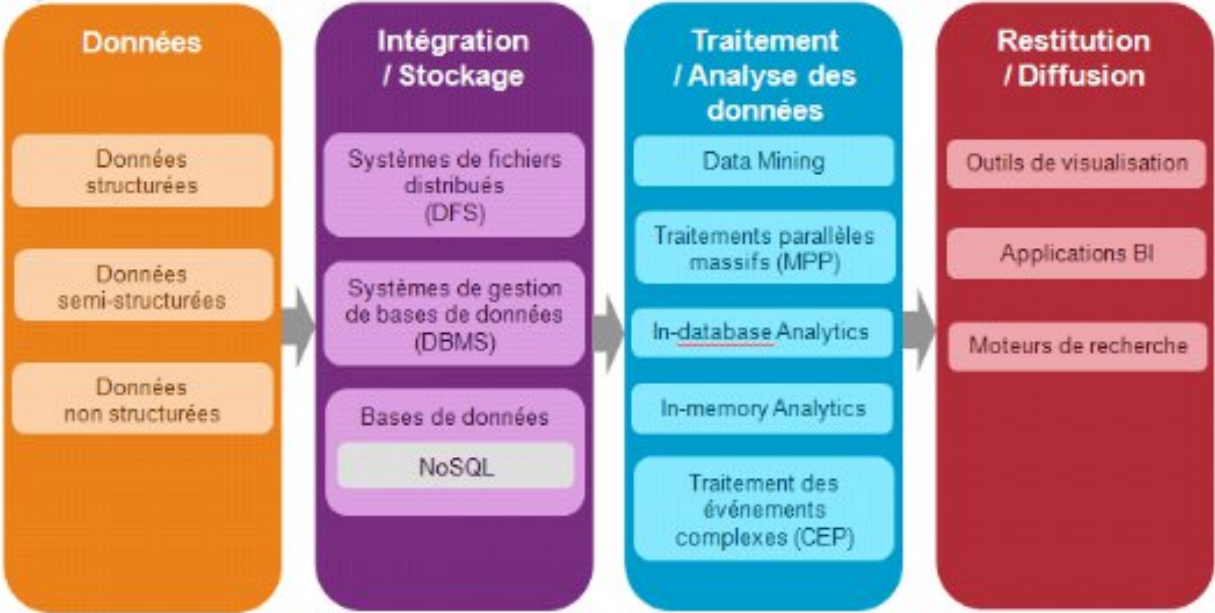 Données
Données
structurées
Données
semi-structurées
Données
non structurées
Intégration
/ Stockage
Systèmes de fichiers
distribués
(DFS)
Systèmes de gestion
de bases de données
(DBMS)
Bases de données
NoSQL
Traitement
/ Analyse des
données
Data Mining
Traitements parallèles
massifs (MPP)
In-database Analytics
In-memory Analytics
Traitement des
événements
complexes (CEP)
Restitution
/ Diffusion
Outils de visualisation
Applications BI
Moteurs de recherche